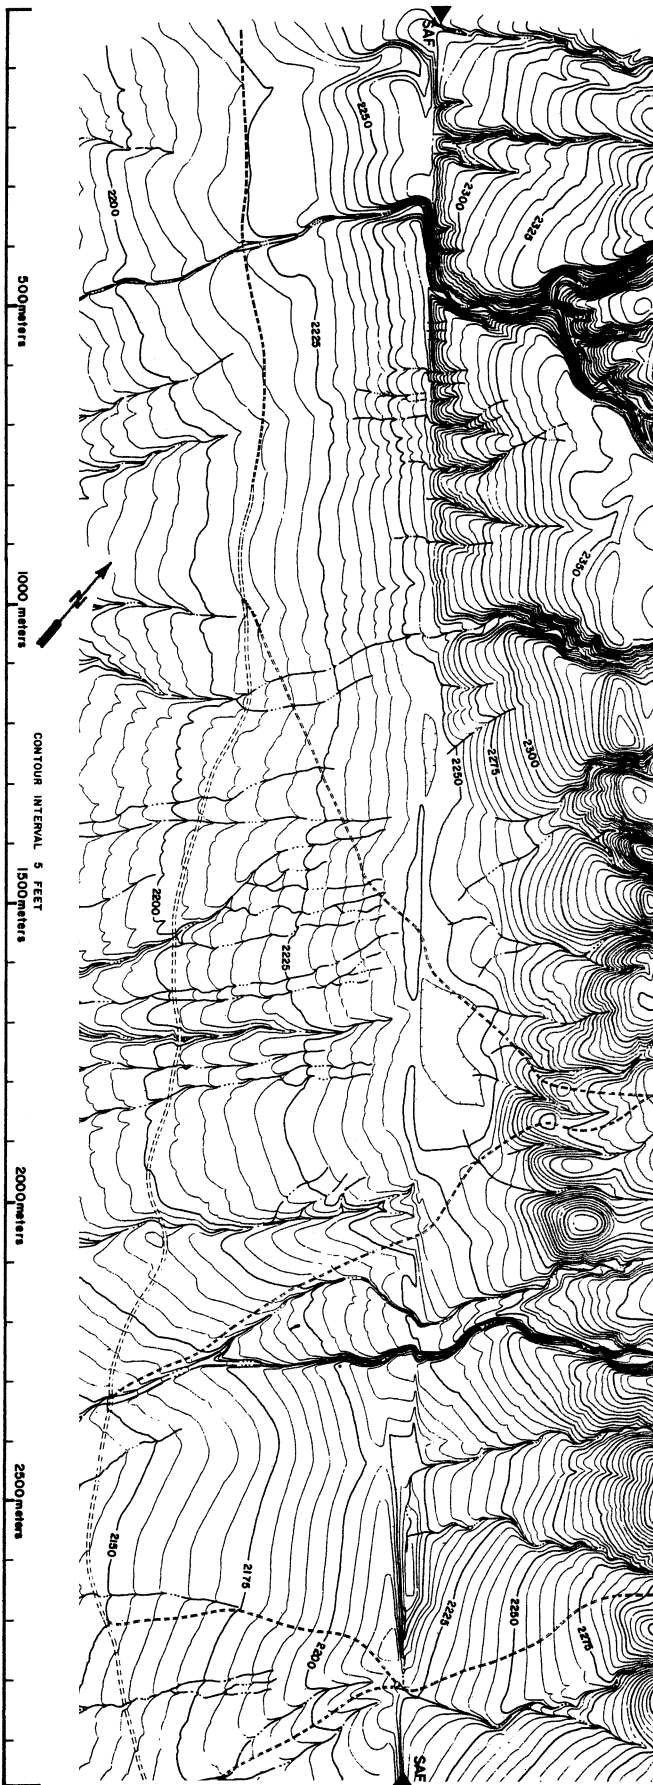 SAF
2250
2300
2325
2200
500meters
2225
2350
N
1000 meters
2300
2275
2250
CONTOUR INTERVAL 5 FEET
1500meters
2200
2225
2000meters
2500meters
2150
2175
2200
2225
2250
2275
SAF